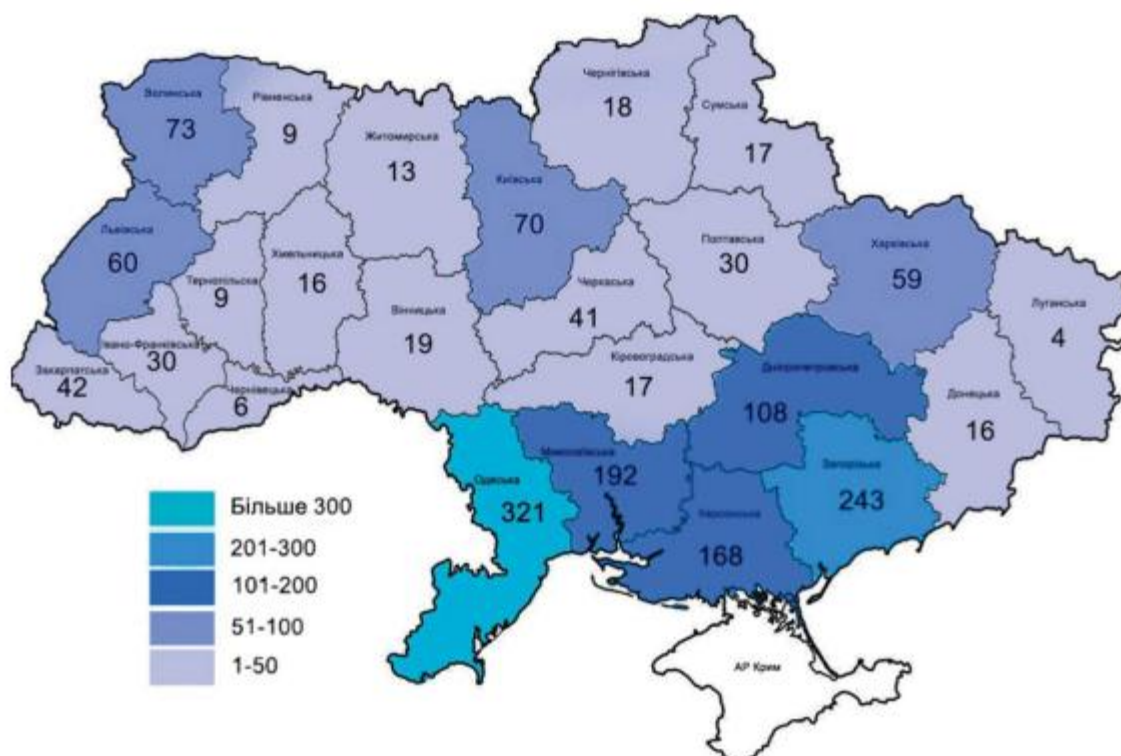 Волинська
73
Рівненська
9
Житомирська
13
Київська
70
Чернігівська
18
Сумська
17
Львівська
60
Тернопільська
9
Хмельницька
16
Вінницька
19
Черкаська
41
Полтавська
30
Харківська
59
Луганська
4
Закарпатська
42
Івано-Франківська
30
Чернівецька
6
Кіровоградська
17
Дніпропетровська
108
Донецька
16
Одеська
321
Миколаївська
192
Херсонська
168
Запорізька
243
АР Крим
Більше 300
201-300
101-200
51-100
1-50